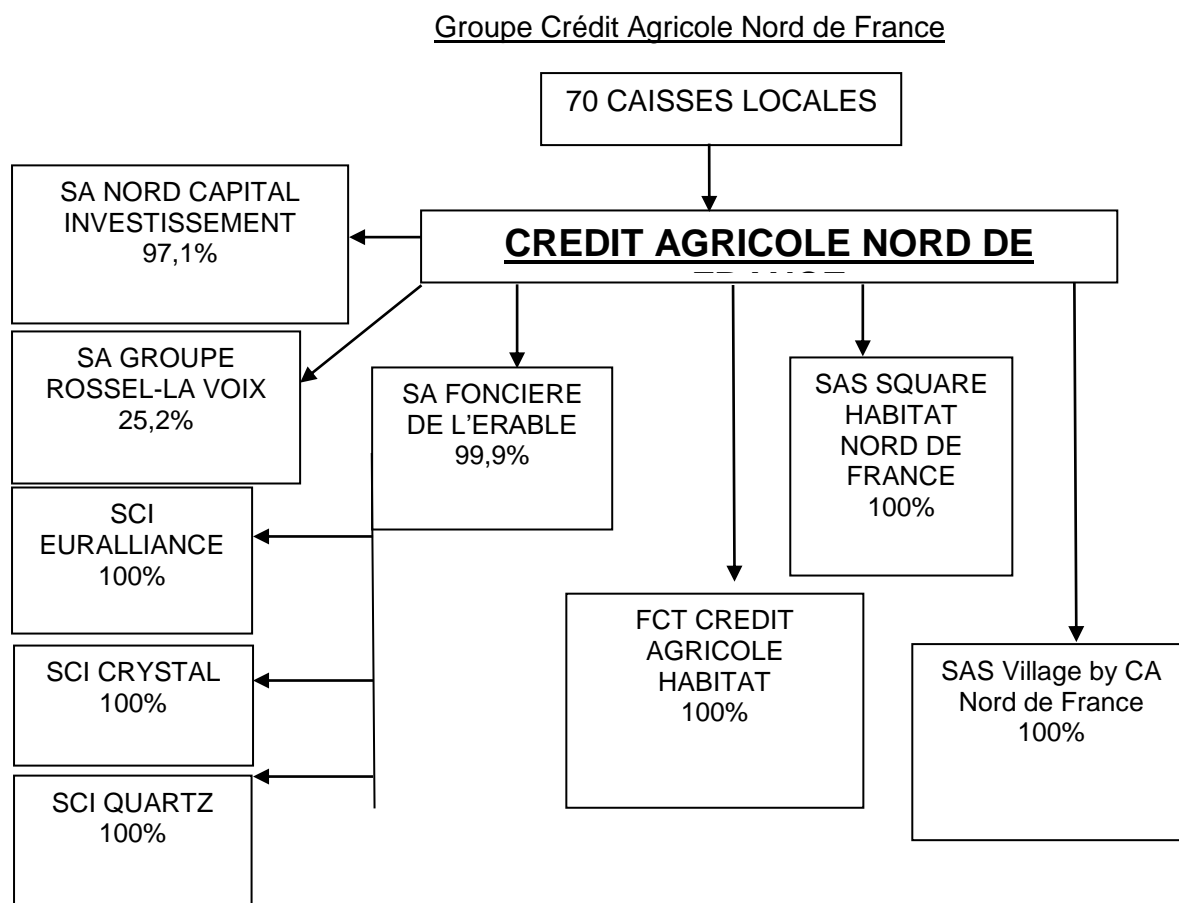 Groupe Crédit Agricole Nord de France
70 CAISSES LOCALES
SA NORD CAPITAL
INVESTISSEMENT
97,1%
CREDIT AGRICOLE NORD DE
SA GROUPE
ROSSEL-LA VOIX
25,2%
SA FONCIERE
DE L'ERABLE
99,9%
SAS SQUARE
HABITAT
NORD DE
FRANCE
100%
SCI
EURALLIANCE
100%
FCT CREDIT
AGRICOLE
HABITAT
100%
SCI CRYSTAL
100%
SAS Village by CA
Nord de France
100%
SCI QUARTZ
100%